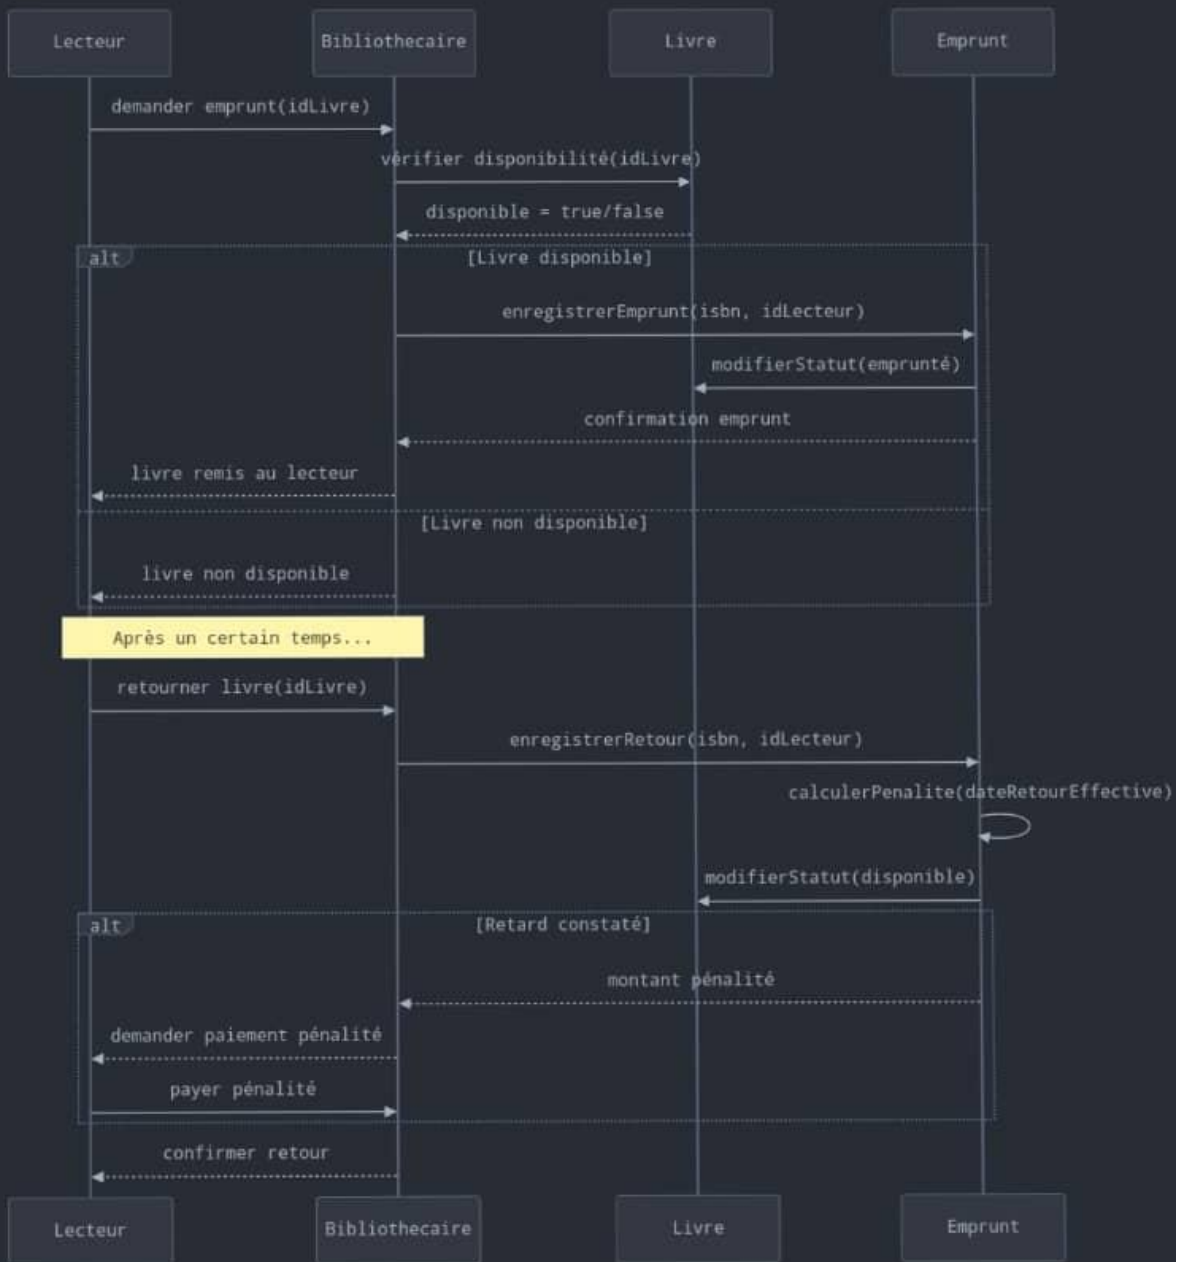 Lecteur
Bibliothecaire
Livre
Emprunt
demander emprunt(idLivre)
vérifier disponibilité(idLivre)
disponible = true/false
alt
[Livre disponible]
enregistrerEmprunt(isbn, idLecteur)
modifierStatut(emprunté)
confirmation emprunt
livre remis au lecteur
[Livre non disponible]
livre non disponible
Après un certain temps...
retourner livre(idLivre)
enregistrerRetour(isbn, idLecteur)
calculerPenalite(dateRetourEffective)
modifierStatut(disponible)
alt
[Retard constaté]
montant pénalité
demander paiement pénalité
payer pénalité
confirmer retour
Lecteur
Bibliothecaire
Livre
Emprunt